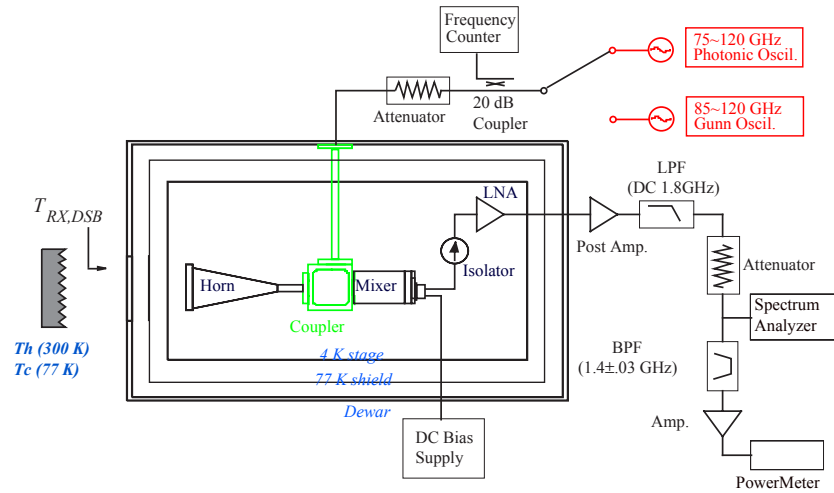 Frequency
Counter
75~120 GHz
Photonic Oscil.
20 dB
Coupler
Attenuator
85~120 GHz
Gunn Oscil.
LPF
(DC 1.8GHz)
LNA
T RX,DSB
Post Amp.
Isolator
Attenuator
Horn
Mixer
Coupler
Spectrum
Analyzer
Th (300 K)
Tc (77 K)
BPF
(1.4±.03 GHz)
4 K stage
77 K shield
Dewar
Amp.
DC Bias
Supply
PowerMeter